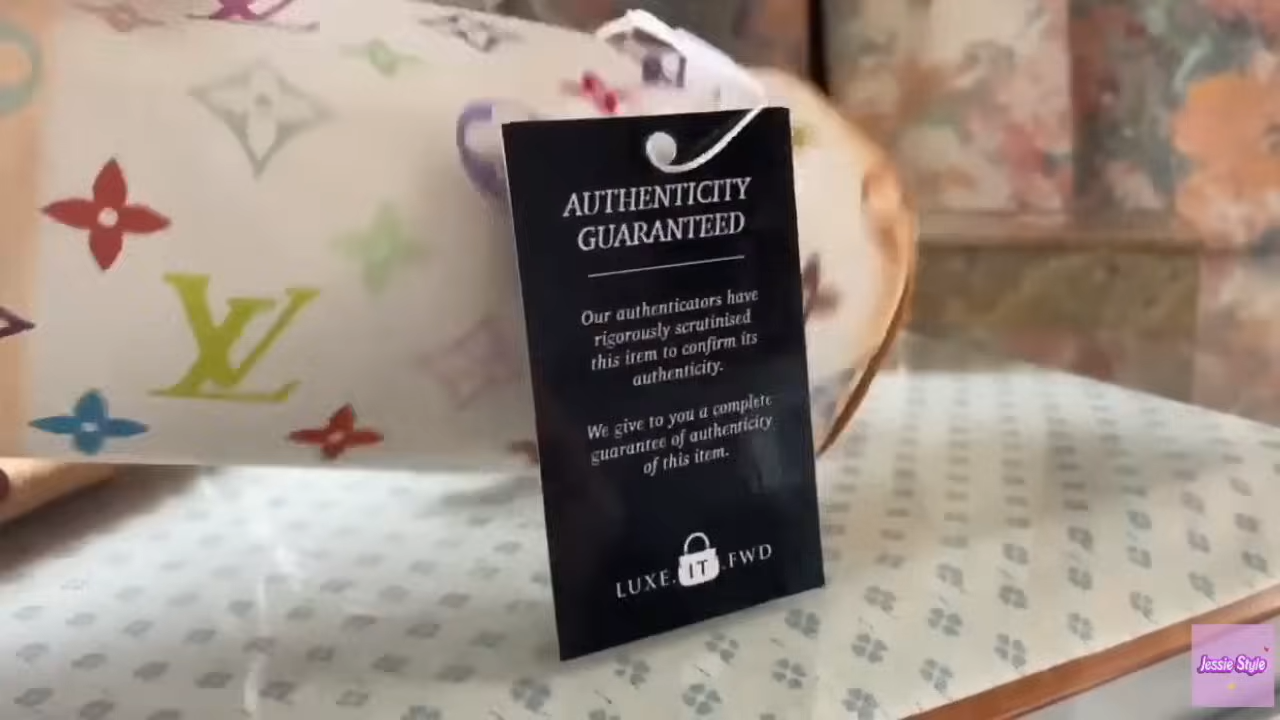 AUTHENTICITY
GUARANTEED
Our authenticators have
rigorously scrutinised
this item to confirm its
authenticity.
We give to you a complete
guarantee of authenticity
of this item.
LUXE.IT.FWD
LV
Jessie Style